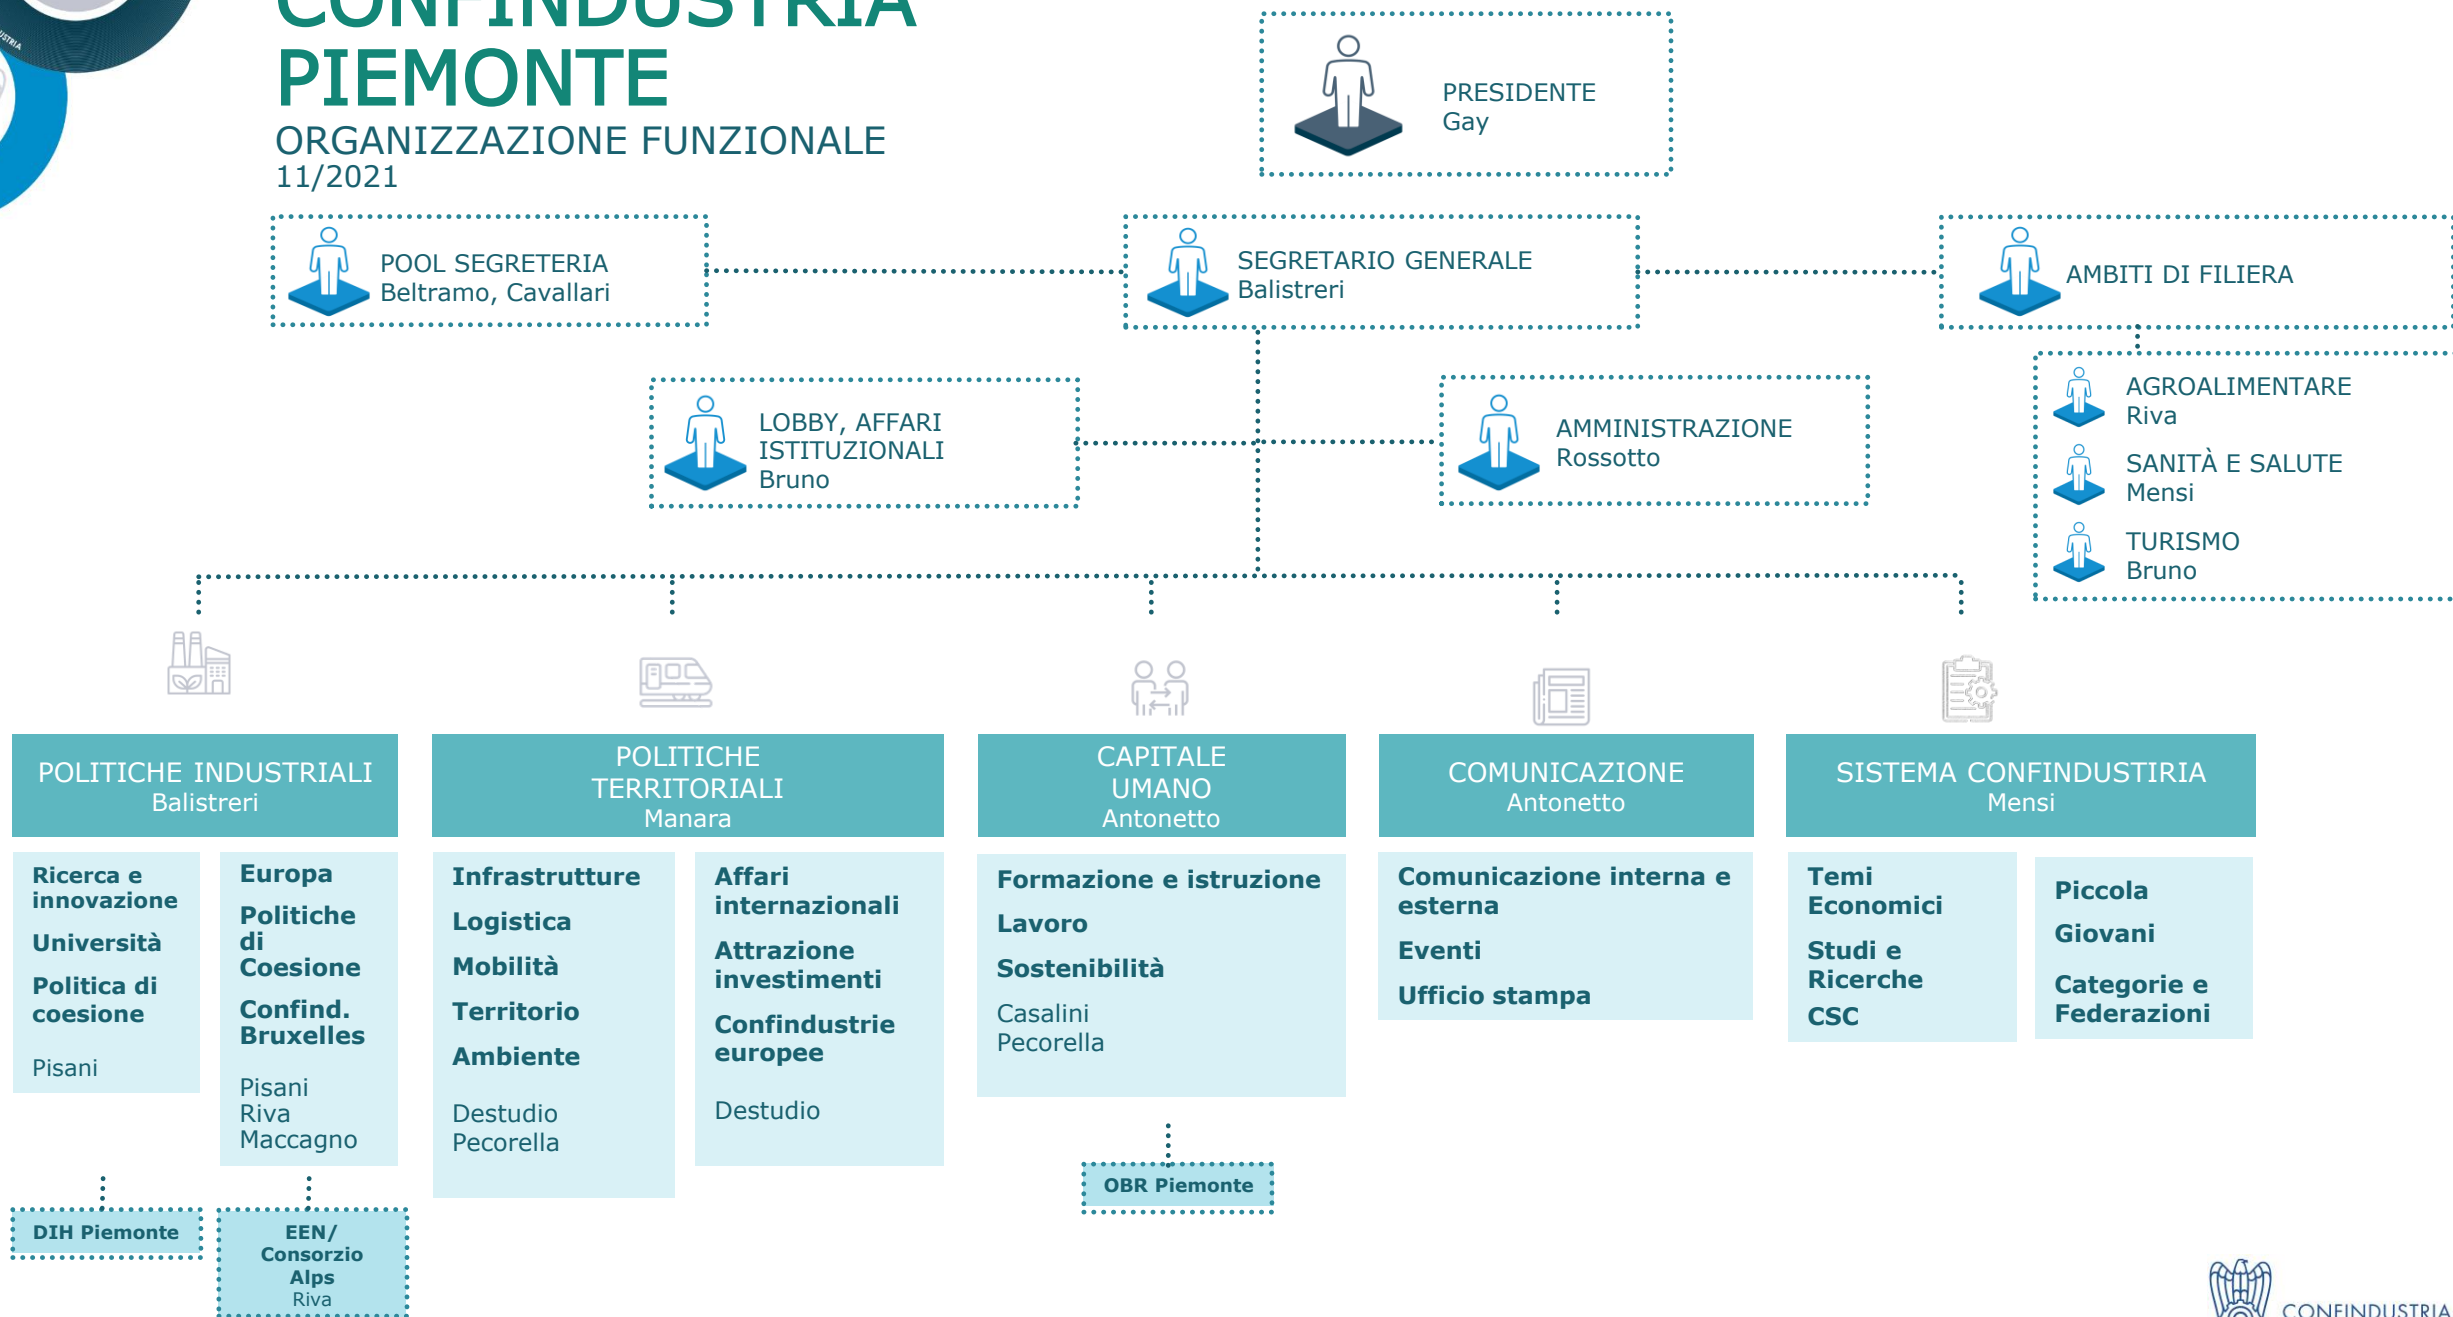 CONFINDUSTRIA
PIEMONTE
ORGANIZZAZIONE FUNZIONALE
11/2021
PRESIDENTE
Gay
POOL SEGRETERIA
Beltramo, Cavallari
SEGRETARIO GENERALE
Balistreri
AMBITI DI FILIERA
LOBBY, AFFARI
ISTITUZIONALI
Bruno
AMMINISTRAZIONE
Rossotto
AGROALIMENTARE
Riva
SANITÀ E SALUTE
Mensi
TURISMO
Bruno
POLITICHE INDUSTRIALI
Balistreri
Ricerca e
innovazione
Università
Politica di
coesione
Pisani
DIH Piemonte
Europa
Politiche
di
Coesione
Confind.
Bruxelles
Pisani
Riva
Maccagno
EEN/
Consorzio
Alps
Riva
POLITICHE
TERRITORIALI
Manara
Infrastrutture
Logistica
Mobilità
Territorio
Ambiente
Destudio
Pecorella
Affari
internazionali
Attrazione
investimenti
Confindustrie
europee
Destudio
CAPITALE
UMANO
Antonetto
Formazione e istruzione
Lavoro
Sostenibilità
Casalini
Pecorella
OBR Piemonte
COMUNICAZIONE
Antonetto
Comunicazione interna e
esterna
Eventi
Ufficio stampa
SISTEMA CONFINDUSTIRIA
Mensi
Temi
Economici
Studi e
Ricerche
CSC
Piccola
Giovani
Categorie e
Federazioni
CONFINDUSTRIA